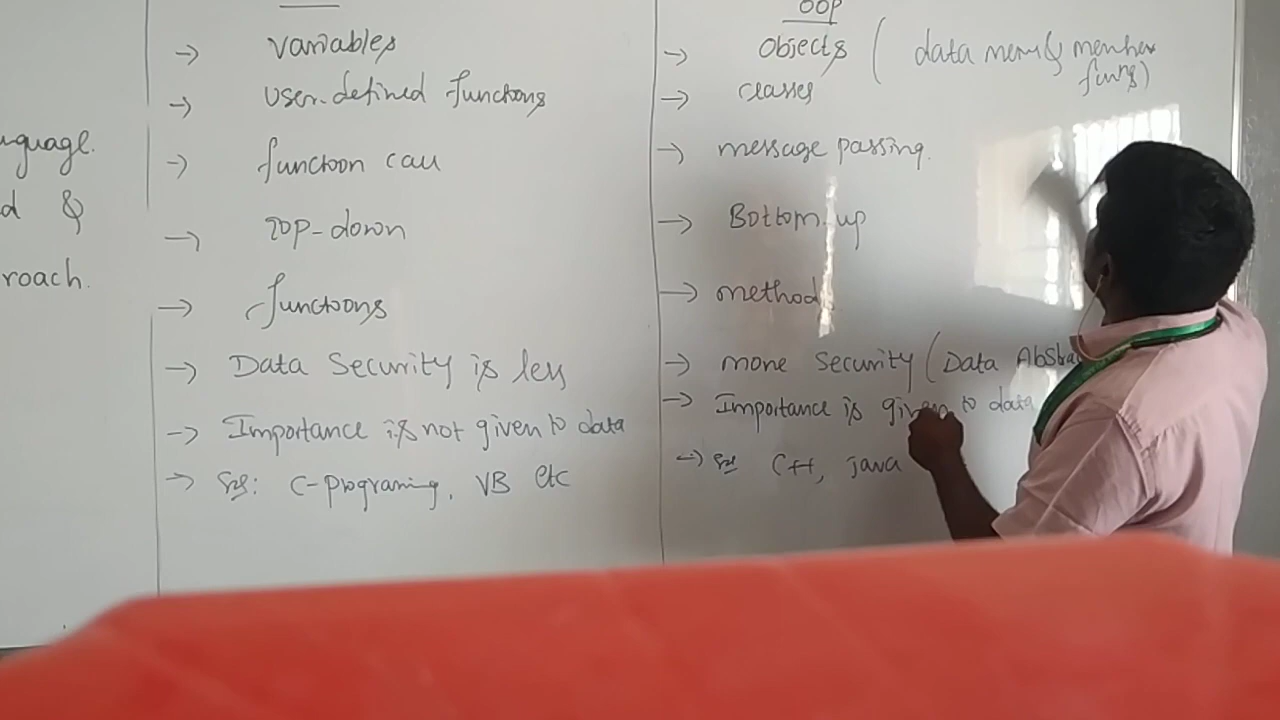 nguage.
d &
roach.
→ variables
→ User-defined functions
→ function call
→ Top-down
→ functions
→ Data Security is less
→ Importance is not given to data
→ Eg: C-Programing, VB etc
OOP
→ Objects ( data mem & member
funs)
→ classes
→ message passing.
→ Bottom-up
→ methods
→ more Security (Data Abstra
→ Importance is given to data
→ Eg C++, java